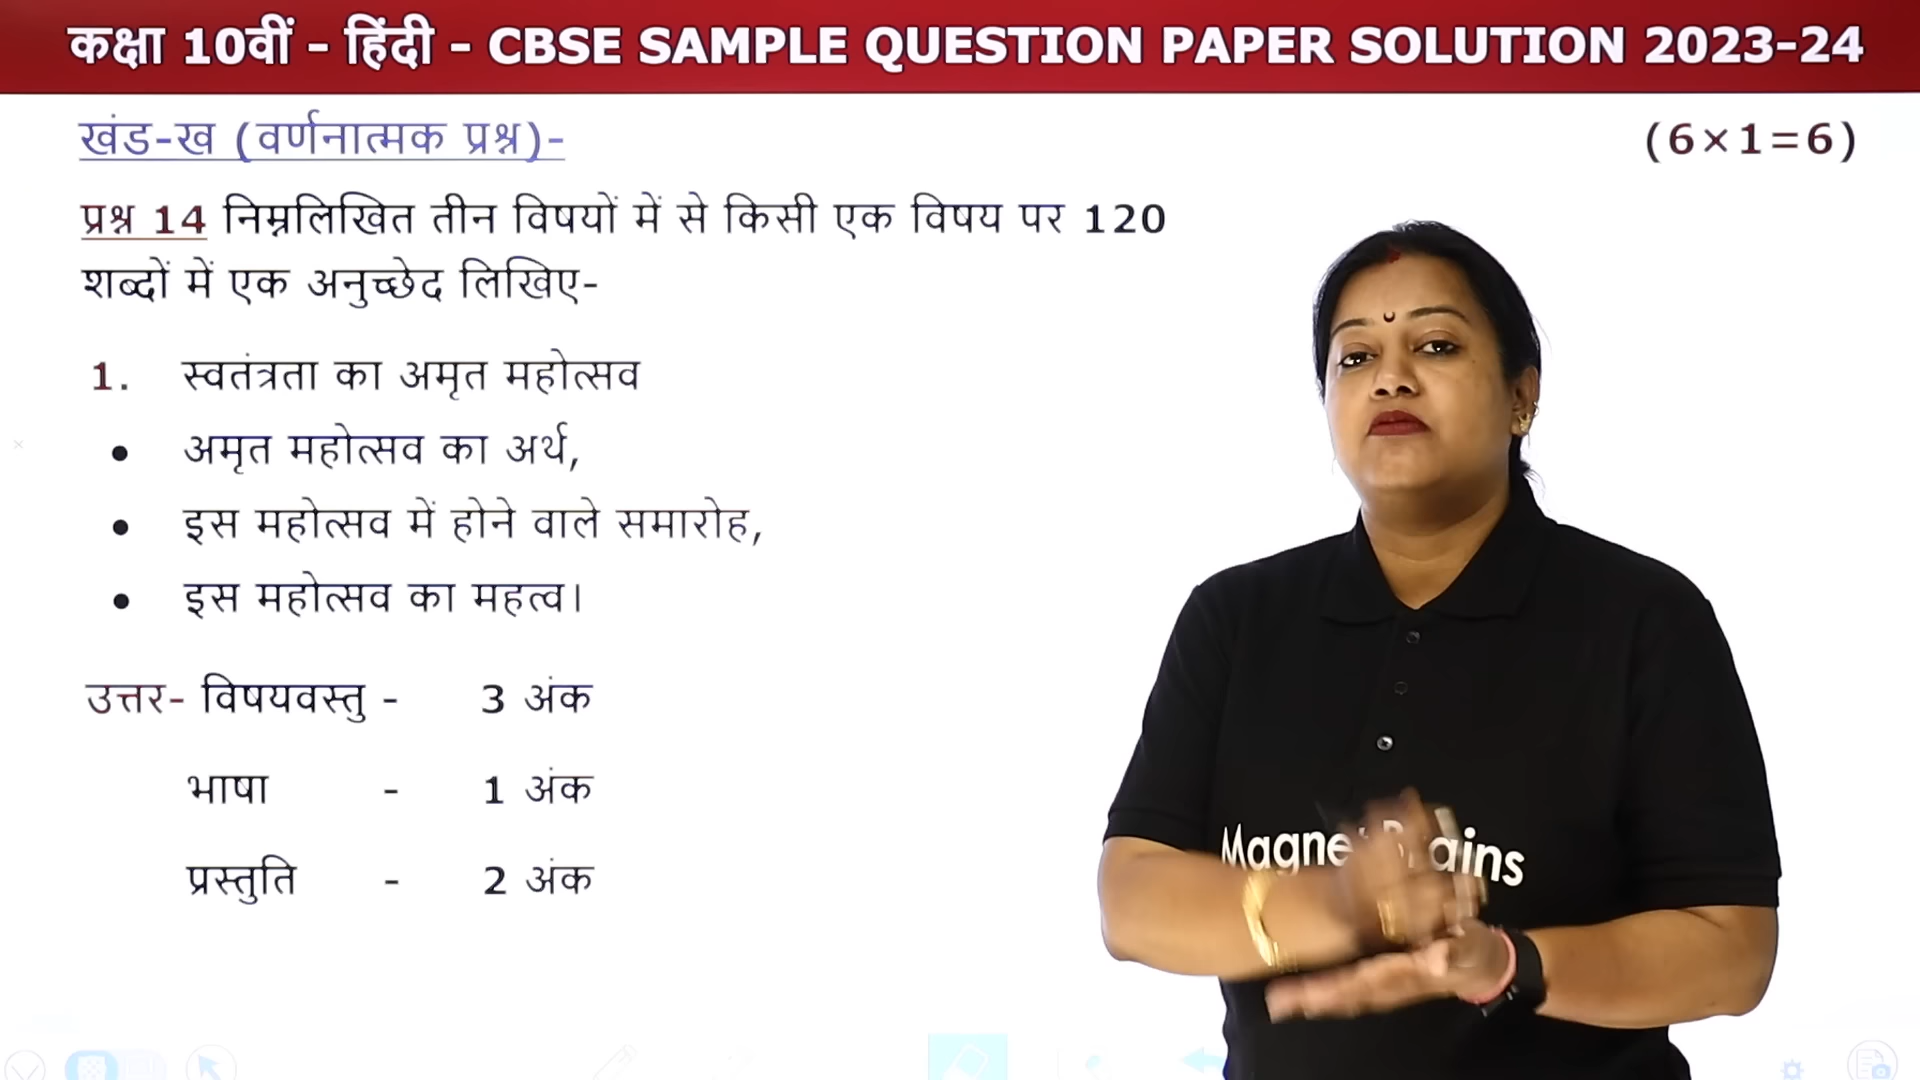 कक्षा 10वीं - हिंदी - CBSE SAMPLE QUESTION PAPER SOLUTION 2023-24
खंड-ख (वर्णनात्मक प्रश्न)- (6×1=6)
प्रश्न 14 निम्नलिखित तीन विषयों में से किसी एक विषय पर 120
शब्दों में एक अनुच्छेद लिखिए-
1. स्वतंत्रता का अमृत महोत्सव
• अमृत महोत्सव का अर्थ,
• इस महोत्सव में होने वाले समारोह,
• इस महोत्सव का महत्व।
उत्तर- विषयवस्तु - 3 अंक
भाषा - 1 अंक
प्रस्तुति - 2 अंक